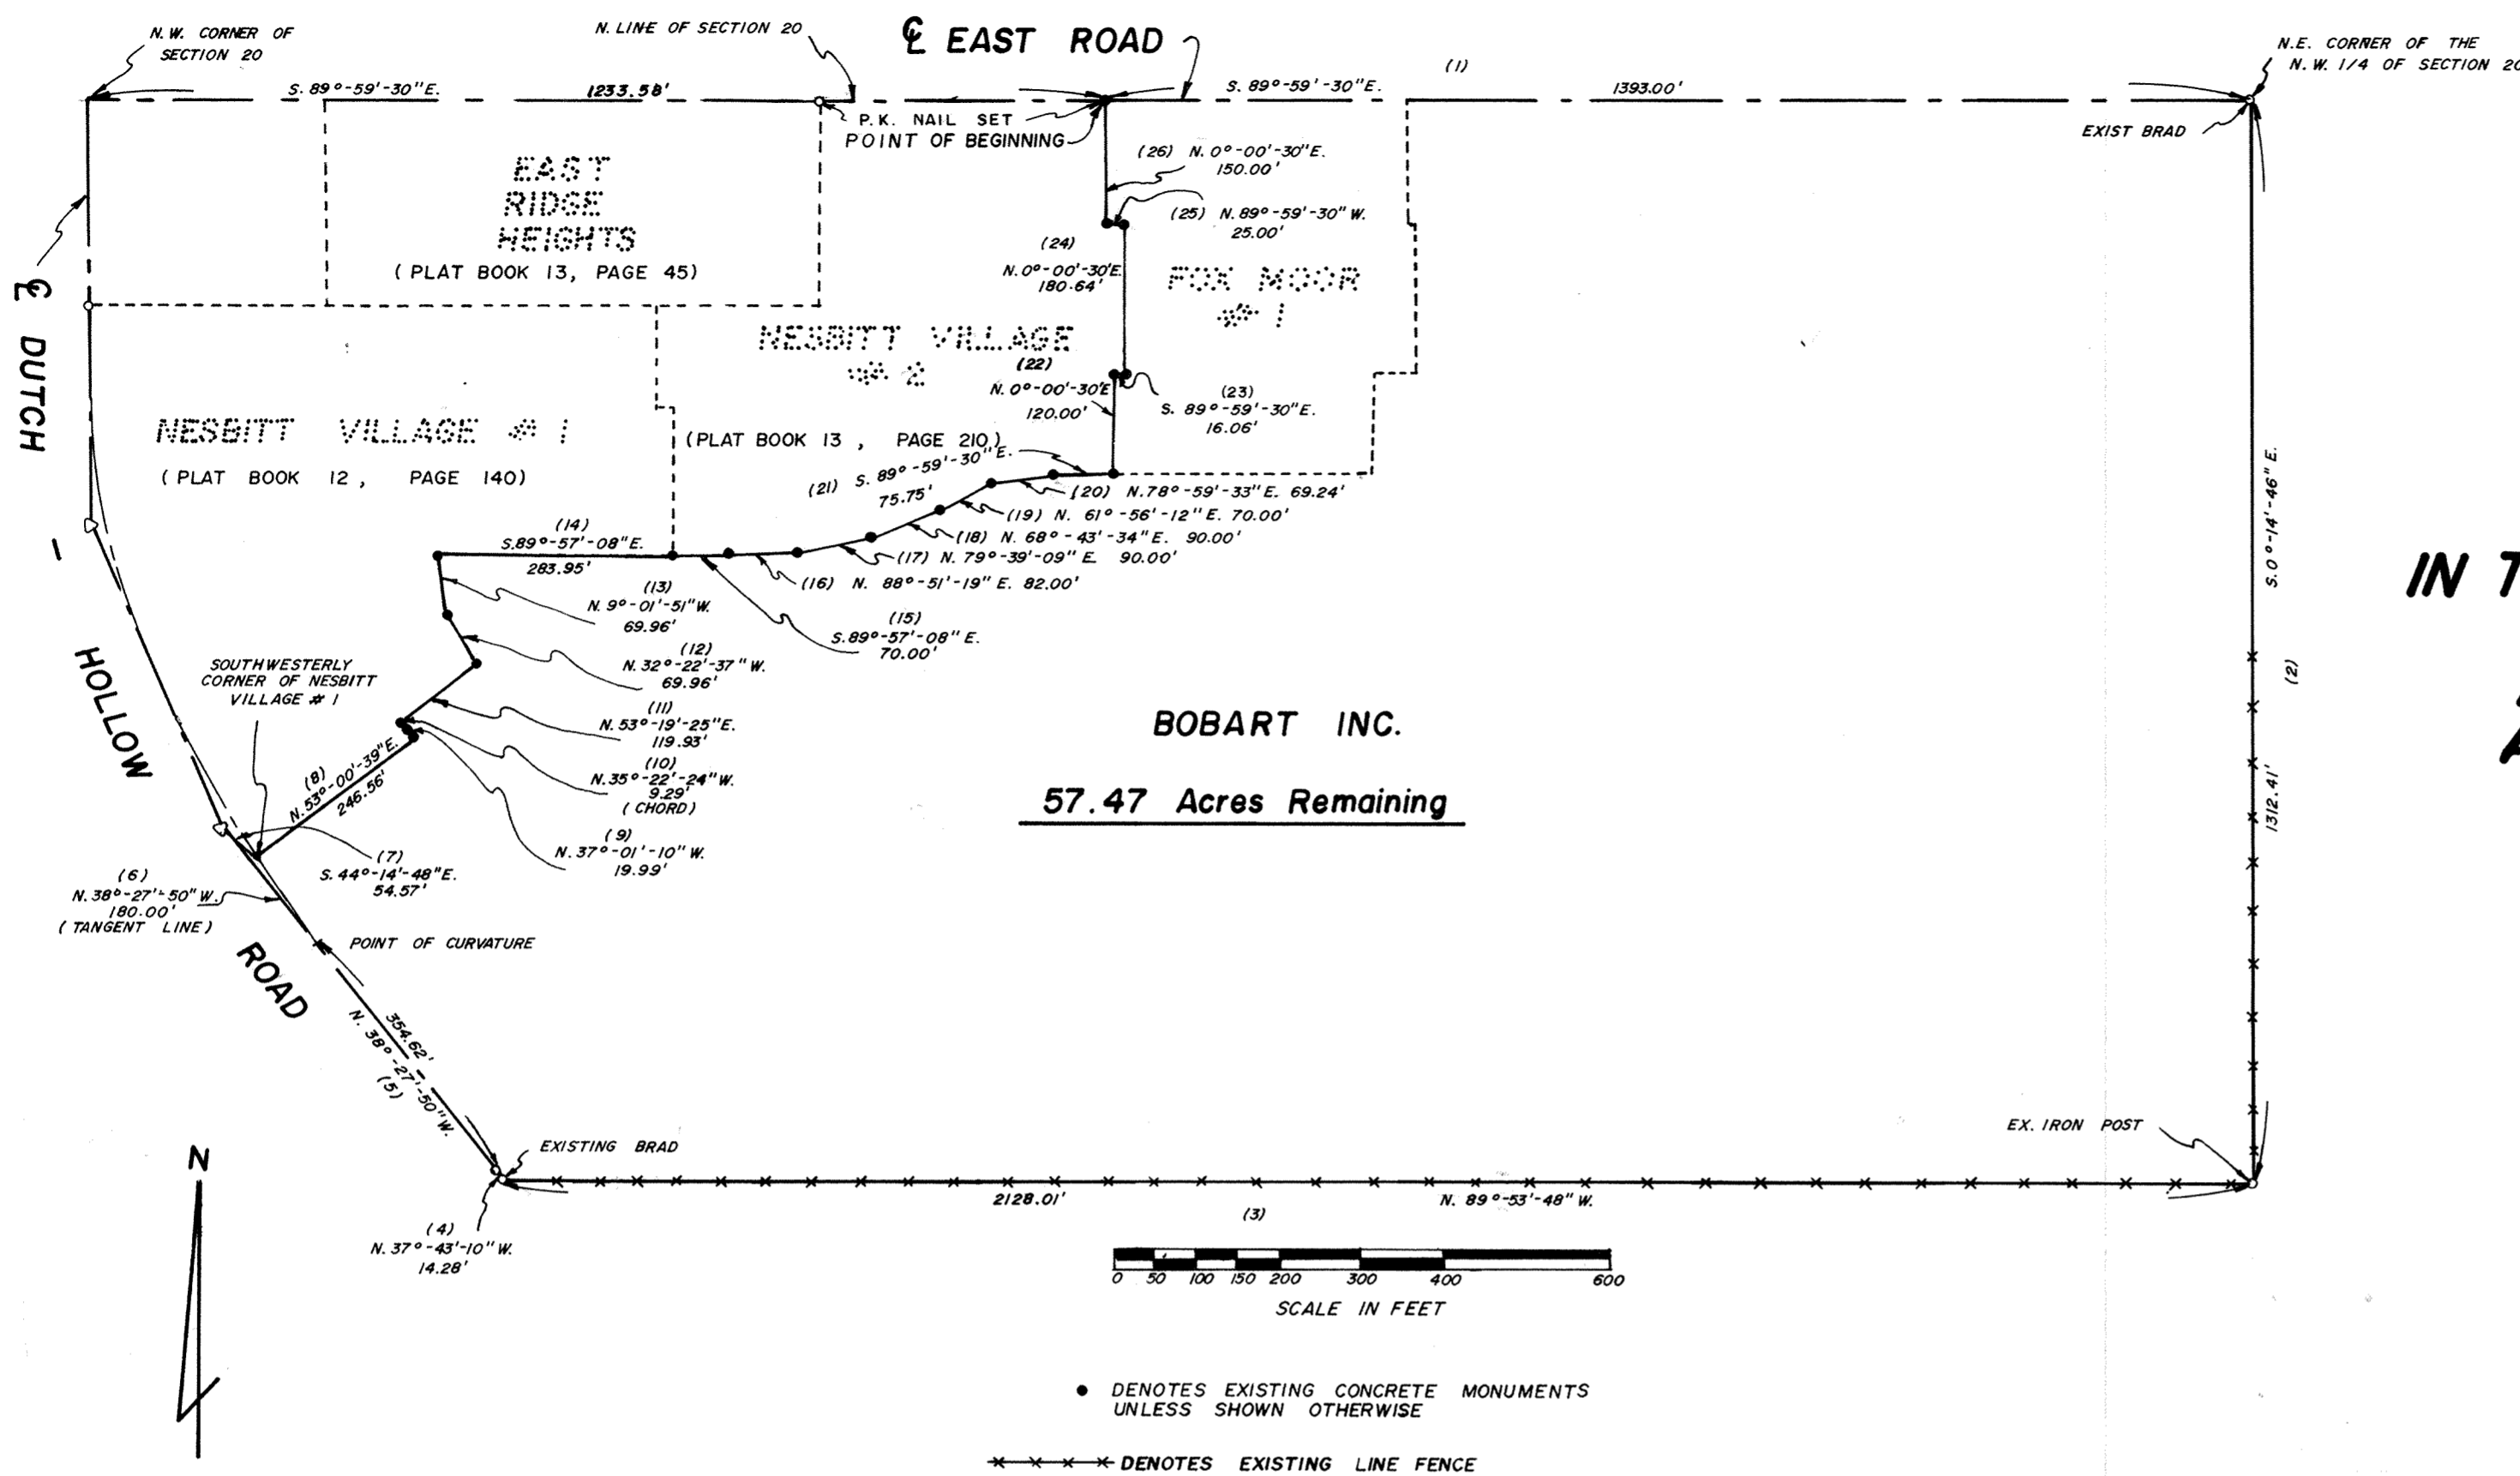 N.W. CORNER OF
SECTION 20
N. LINE OF SECTION 20
℄ EAST ROAD
(1)
N.E. CORNER OF THE
N.W. 1/4 OF SECTION 20
S. 89°-59'-30"E.
1233.58'
S. 89°-59'-30"E.
1393.00'
P.K. NAIL SET
POINT OF BEGINNING
EXIST BRAD
EAST
RIDGE
HEIGHTS
(PLAT BOOK 13, PAGE 45)
(26) N. 0°-00'-30"E.
150.00'
(25) N. 89°-59'-30" W.
25.00'
(24)
N. 0°-00'-30"E.
180.64'
FOX MOOR
# 1
℄ DUTCH
NESBITT VILLAGE
# 2
(22)
N. 0°-00'-30"E
120.00'
(23)
S. 89°-59'-30"E.
16.06'
NESBITT VILLAGE # 1
(PLAT BOOK 12, PAGE 140)
(PLAT BOOK 13, PAGE 210)
(21) S. 89°-59'-30"E.
75.75'
(20) N. 78°-59'-33"E. 69.24'
(19) N. 61°-56'-12"E. 70.00'
(18) N. 68°-43'-34"E. 90.00'
(17) N. 79°-39'-09"E. 90.00'
(16) N. 88°-51'-19" E. 82.00'
(14)
S.89°-57'-08"E.
283.95'
(15)
S.89°-57'-08"E.
70.00'
(13)
N. 9°-01'-51"W.
69.96'
(12)
N. 32°-22'-37"W.
69.96'
(11)
N. 53°-19'-25"E.
119.93'
(10)
N. 35°-22'-24"W.
9.29'
(CHORD)
(9)
N. 37°-01'-10"W.
19.99'
S.0°-14'-46"E.
(2)
1312.41'
IN T
HOLLOW
SOUTHWESTERLY
CORNER OF NESBITT
VILLAGE # 1
(8)
N. 53°-00'-39"E.
246.56'
BOBART INC.
57.47 Acres Remaining
(7)
S. 44°-14'-48"E.
54.57'
(6)
N. 38°-27'-50"W.
180.00'
(TANGENT LINE)
POINT OF CURVATURE
ROAD
354.62'
N. 38°-27'-50"W.
(5)
EXISTING BRAD
EX. IRON POST
N
2128.01'
N. 89°-53'-48" W.
(3)
(4)
N. 37°-43'-10"W.
14.28'
0 50 100 150 200 300 400 600
SCALE IN FEET
● DENOTES EXISTING CONCRETE MONUMENTS
UNLESS SHOWN OTHERWISE
DENOTES EXISTING LINE FENCE